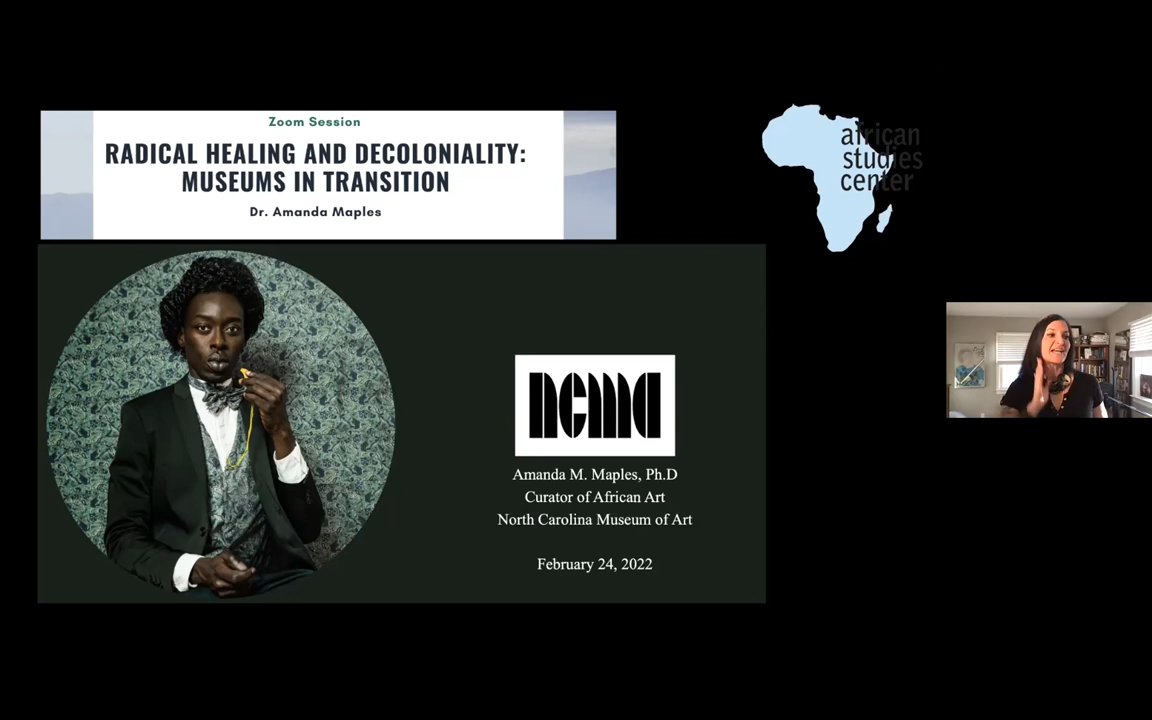 Zoom Session
RADICAL HEALING AND DECOLONIALITY:
MUSEUMS IN TRANSITION
Dr. Amanda Maples
african
studies
center
ncma
Amanda M. Maples, Ph.D
Curator of African Art
North Carolina Museum of Art
February 24, 2022